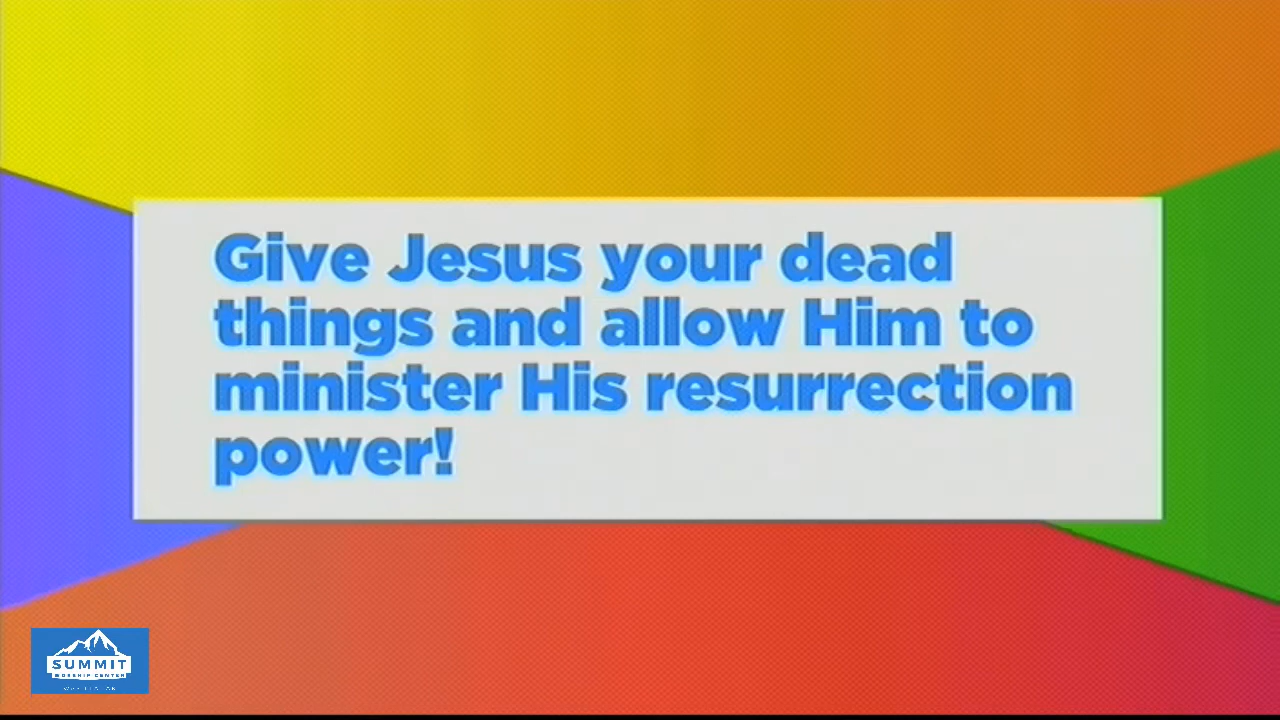 Give Jesus your dead
things and allow Him to
minister His resurrection
power!
SUMMIT
WORSHIP CENTER